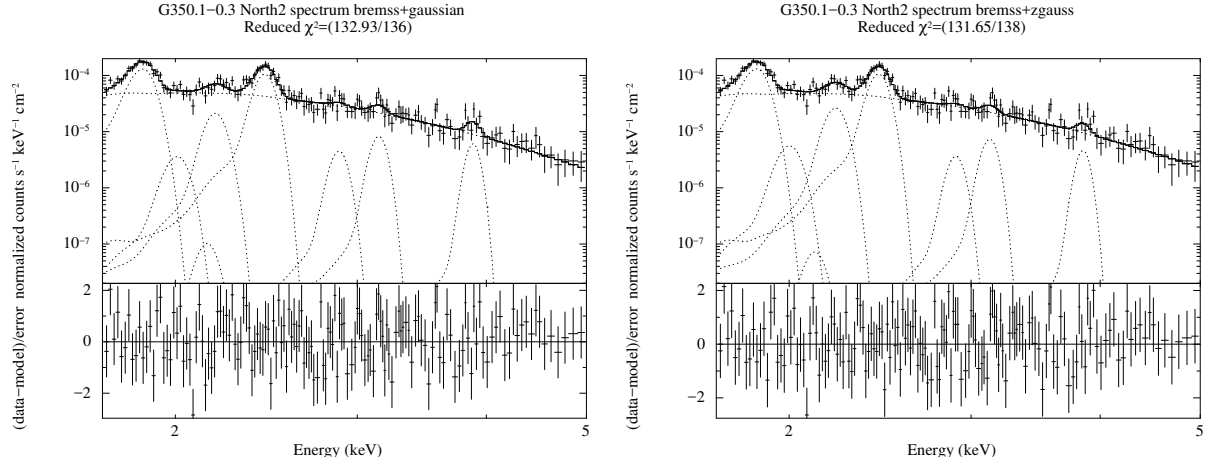 G350.1−0.3 North2 spectrum bremss+gaussian
Reduced χ²=(132.93/136)
10⁻⁴
10⁻⁵
10⁻⁶
10⁻⁷
2
0
−2
2
5
Energy (keV)
(data−model)/error normalized counts s⁻¹ keV⁻¹ cm⁻²
G350.1−0.3 North2 spectrum bremss+zgauss
Reduced χ²=(131.65/138)
10⁻⁴
10⁻⁵
10⁻⁶
10⁻⁷
2
0
−2
2
5
Energy (keV)
(data−model)/error normalized counts s⁻¹ keV⁻¹ cm⁻²